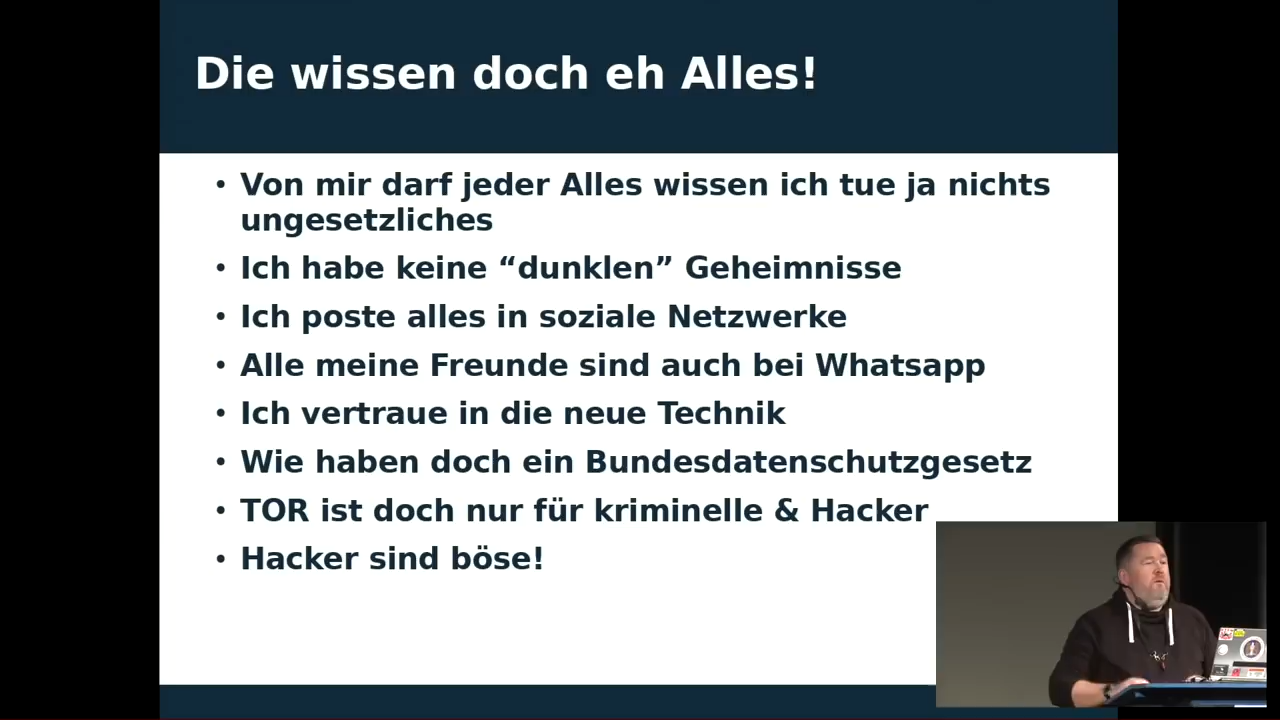 Die wissen doch eh Alles!
• Von mir darf jeder Alles wissen ich tue ja nichts
ungesetzliches
• Ich habe keine “dunklen” Geheimnisse
• Ich poste alles in soziale Netzwerke
• Alle meine Freunde sind auch bei Whatsapp
• Ich vertraue in die neue Technik
• Wie haben doch ein Bundesdatenschutzgesetz
• TOR ist doch nur für kriminelle & Hacker
• Hacker sind böse!